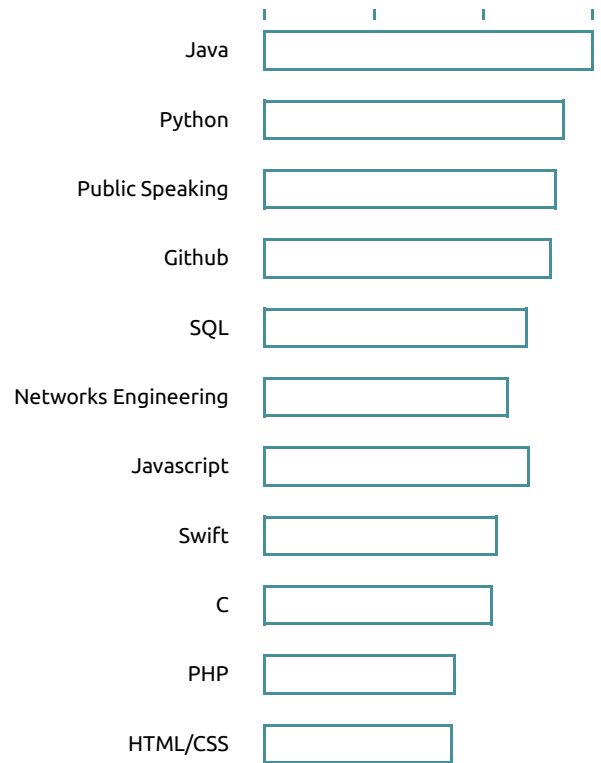 Java
Python
Public Speaking
Github
SQL
Networks Engineering
Javascript
Swift
C
PHP
HTML/CSS